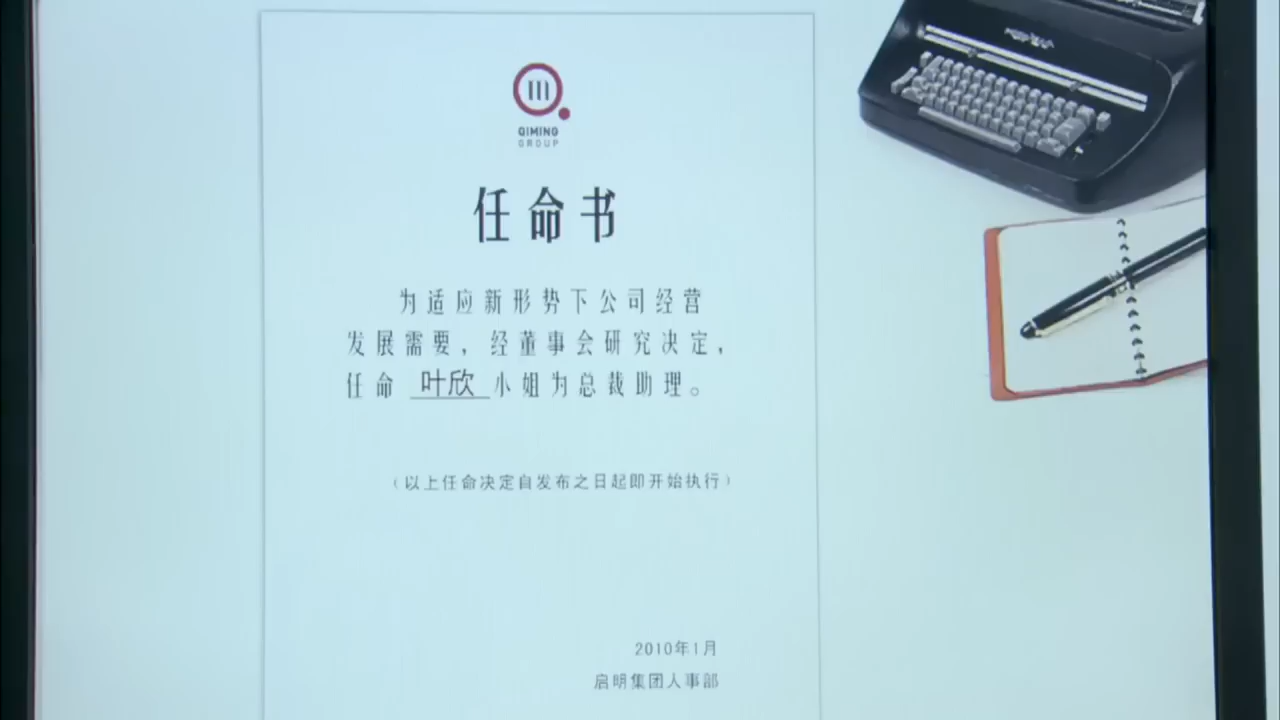 QIMING
GROUP
任命书
为适应新形势下公司经营
发展需要，经董事会研究决定，
任命 叶欣 小姐为总裁助理。
（以上任命决定自发布之日起即开始执行）
2010年1月
启明集团人事部